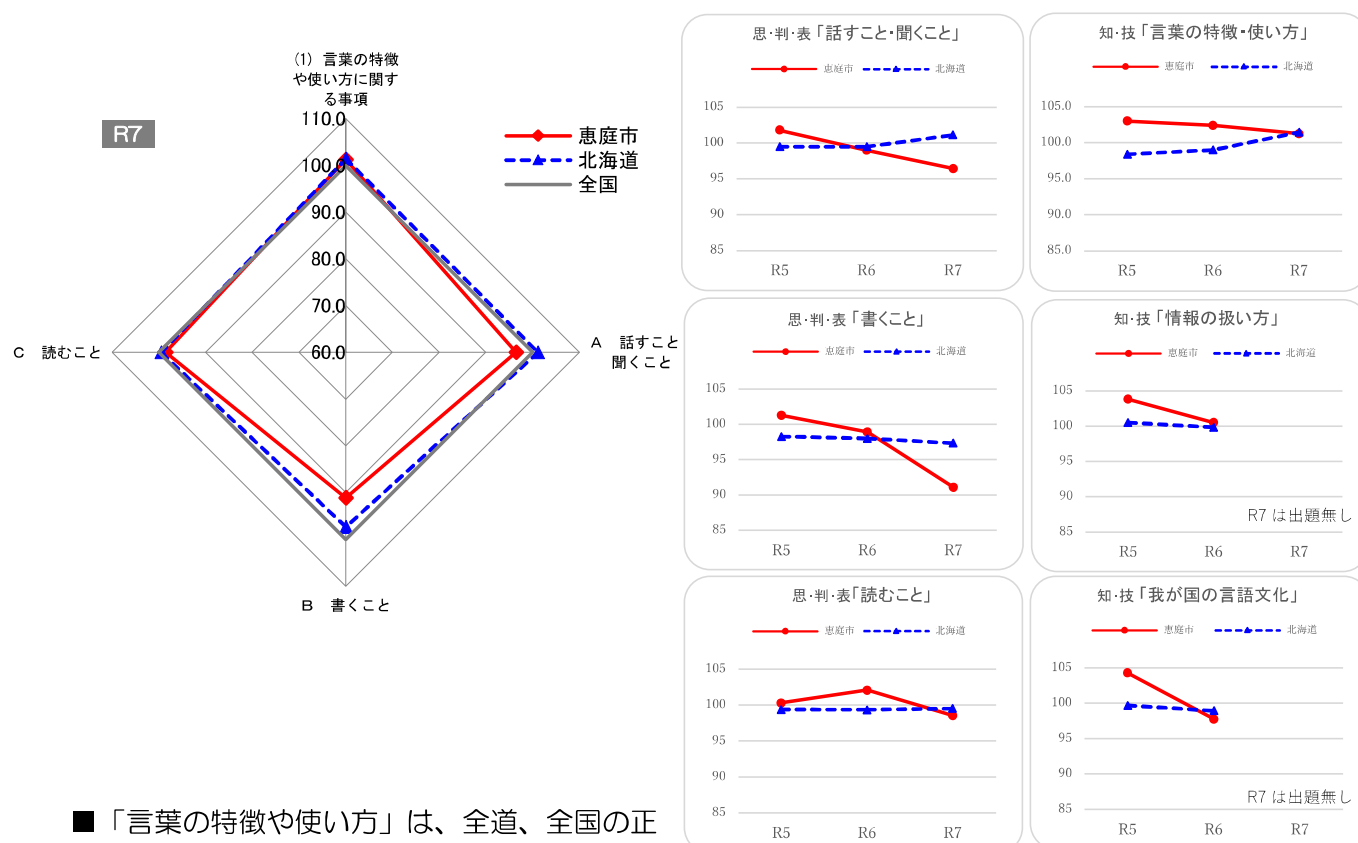 (1) 言葉の特徴
や使い方に関す
る事項
R7
110.0
100.0
90.0
80.0
70.0
60.0
恵庭市
北海道
全国
A 話すこと
聞くこと
B 書くこと
C 読むこと
■「言葉の特徴や使い方」は、全道、全国の正
思・判・表「話すこと・聞くこと」
恵庭市 北海道
105
100
95
90
85
R5 R6 R7
知・技「言葉の特徴・使い方」
恵庭市 北海道
105.0
100.0
95.0
90.0
85.0
R5 R6 R7
思・判・表「書くこと」
恵庭市 北海道
105
100
95
90
85
R5 R6 R7
知・技「情報の扱い方」
恵庭市 北海道
105
100
95
90
85
R7 は出題無し
R5 R6 R7
思・判・表「読むこと」
恵庭市 北海道
105
100
95
90
85
R5 R6 R7
知・技「我が国の言語文化」
恵庭市 北海道
105
100
95
90
85
R7 は出題無し
R5 R6 R7